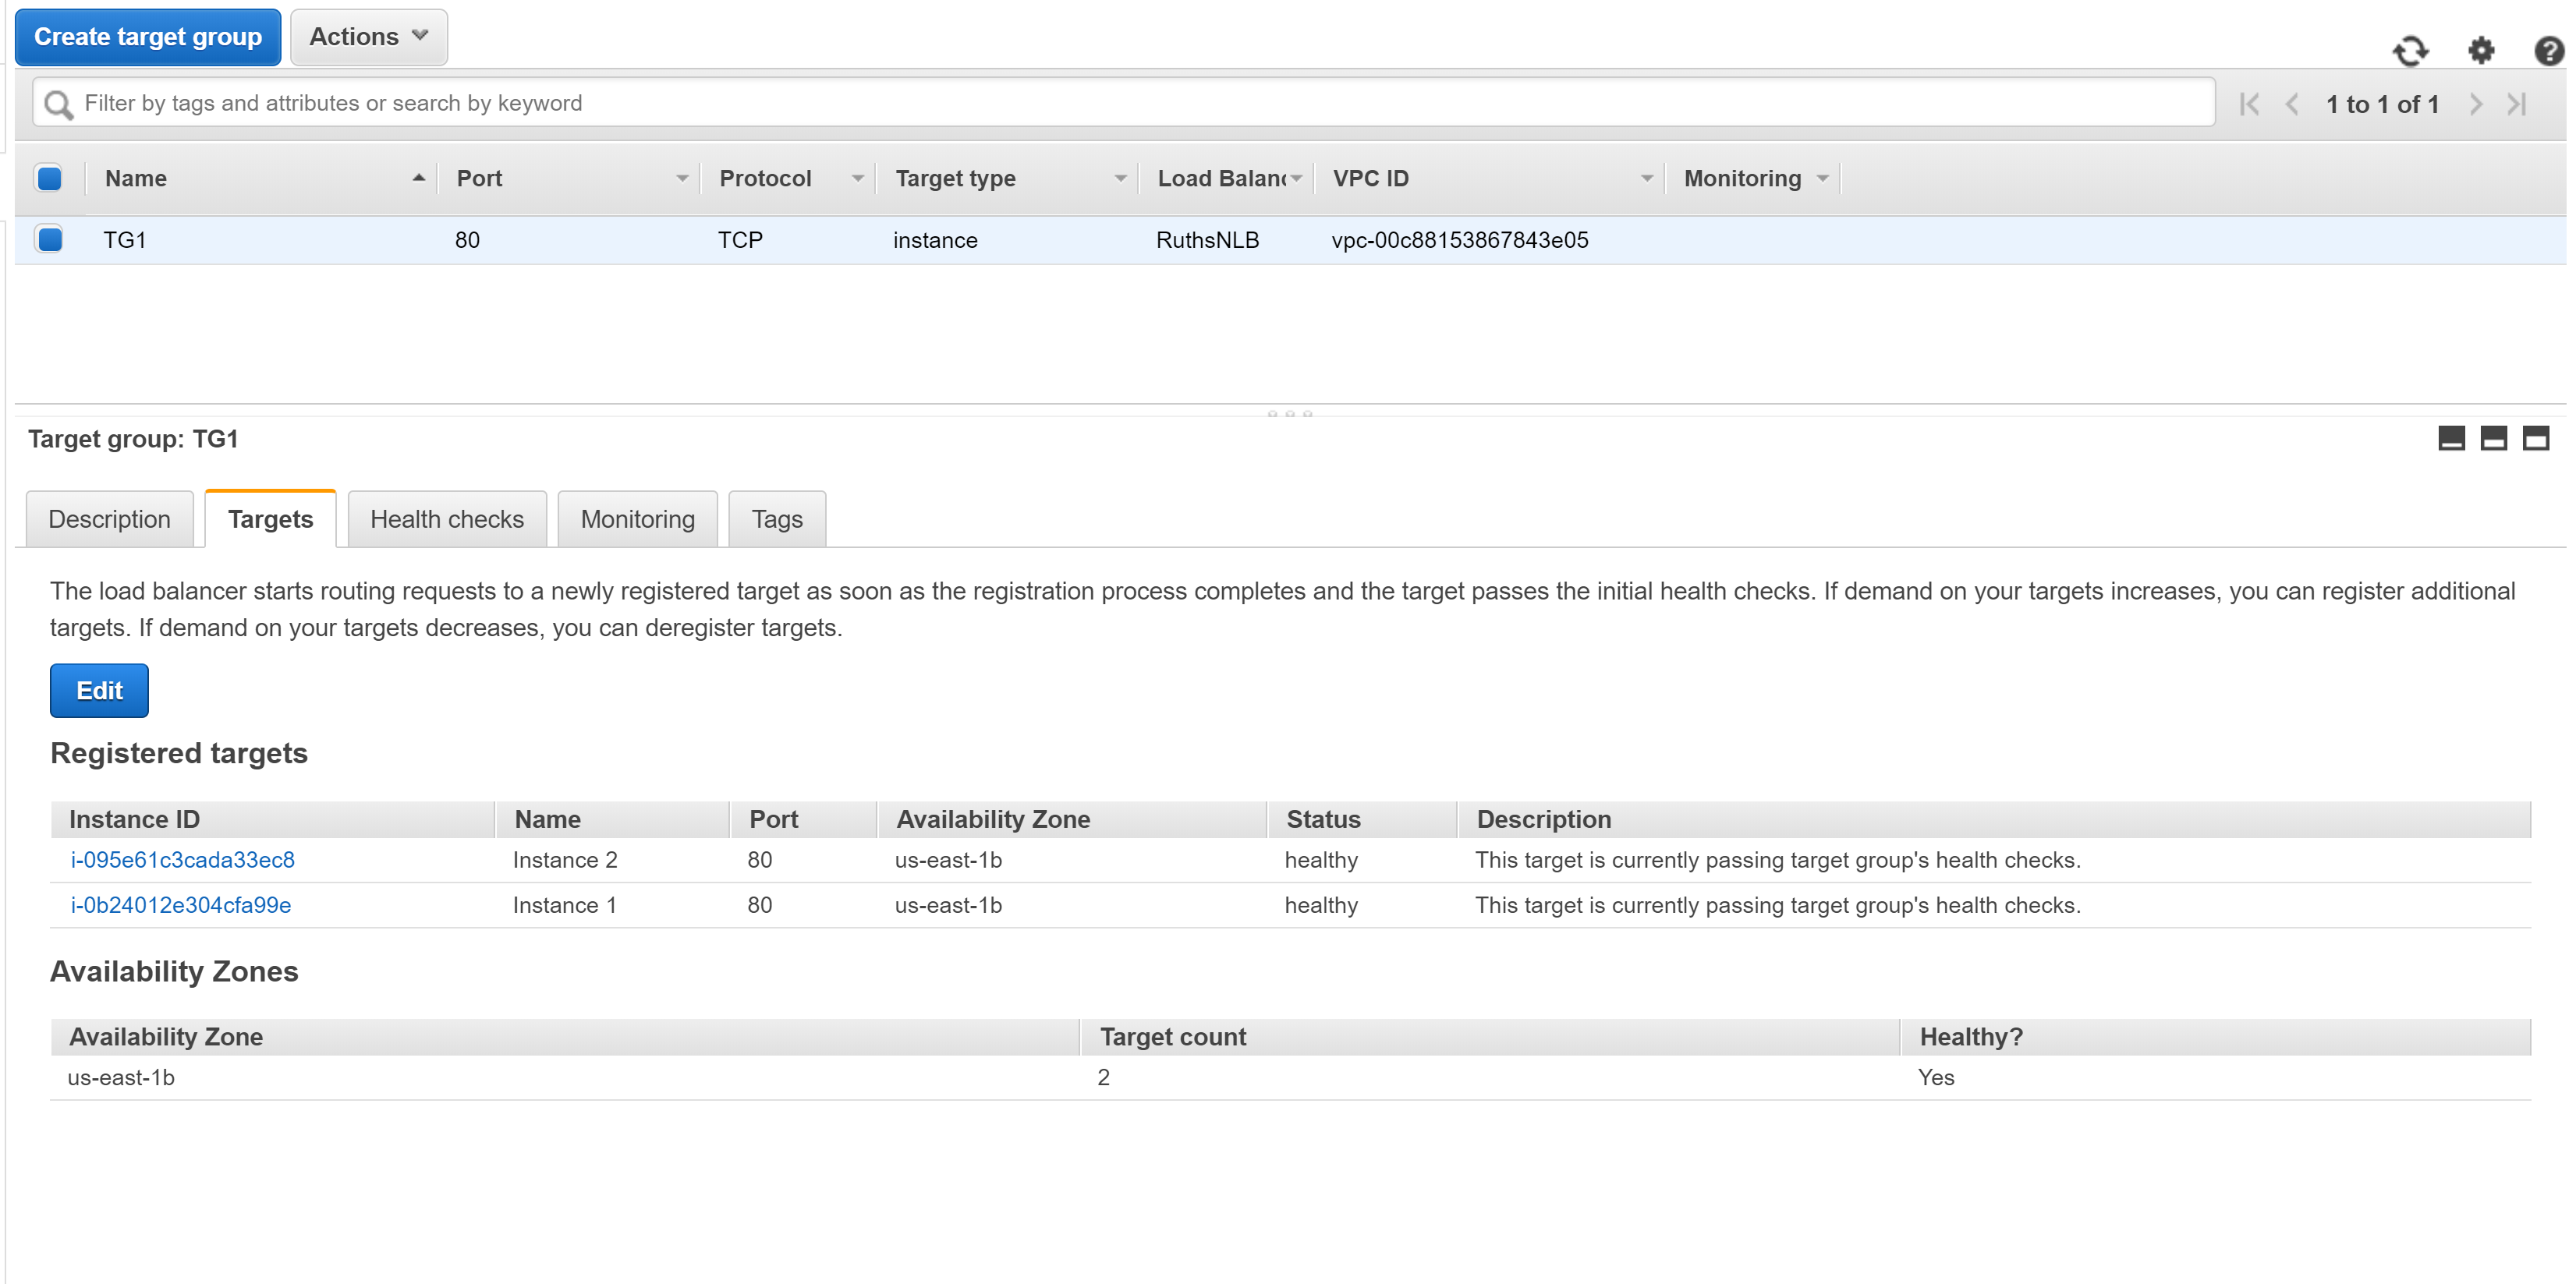 Create target group Actions
Filter by tags and attributes or search by keyword 1 to 1 of 1
Name Port Protocol Target type Load Balanc VPC ID Monitoring
TG1 80 TCP instance RuthsNLB vpc-00c88153867843e05
Target group: TG1
Description Targets Health checks Monitoring Tags
The load balancer starts routing requests to a newly registered target as soon as the registration process completes and the target passes the initial health checks. If demand on your targets increases, you can register additional
targets. If demand on your targets decreases, you can deregister targets.
Edit
Registered targets
Instance ID Name Port Availability Zone Status Description
i-095e61c3cada33ec8 Instance 2 80 us-east-1b healthy This target is currently passing target group's health checks.
i-0b24012e304cfa99e Instance 1 80 us-east-1b healthy This target is currently passing target group's health checks.
Availability Zones
Availability Zone Target count Healthy?
us-east-1b 2 Yes